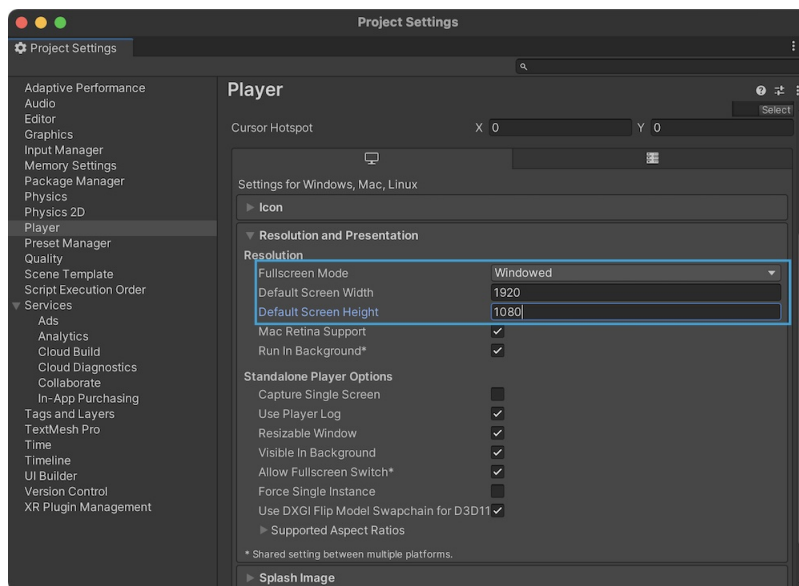 Project Settings
Project Settings
Adaptive Performance
Audio
Editor
Graphics
Input Manager
Memory Settings
Package Manager
Physics
Physics 2D
Player
Preset Manager
Quality
Scene Template
Script Execution Order
Services
Ads
Analytics
Cloud Build
Cloud Diagnostics
Collaborate
In-App Purchasing
Tags and Layers
TextMesh Pro
Time
Timeline
UI Builder
Version Control
XR Plugin Management
Player
Select
Cursor Hotspot X 0 Y 0
Settings for Windows, Mac, Linux
Icon
Resolution and Presentation
Resolution
Fullscreen Mode Windowed
Default Screen Width 1920
Default Screen Height 1080
Mac Retina Support
Run In Background*
Standalone Player Options
Capture Single Screen
Use Player Log
Resizable Window
Visible In Background
Allow Fullscreen Switch*
Force Single Instance
Use DXGI Flip Model Swapchain for D3D11
Supported Aspect Ratios
* Shared setting between multiple platforms.
Splash Image